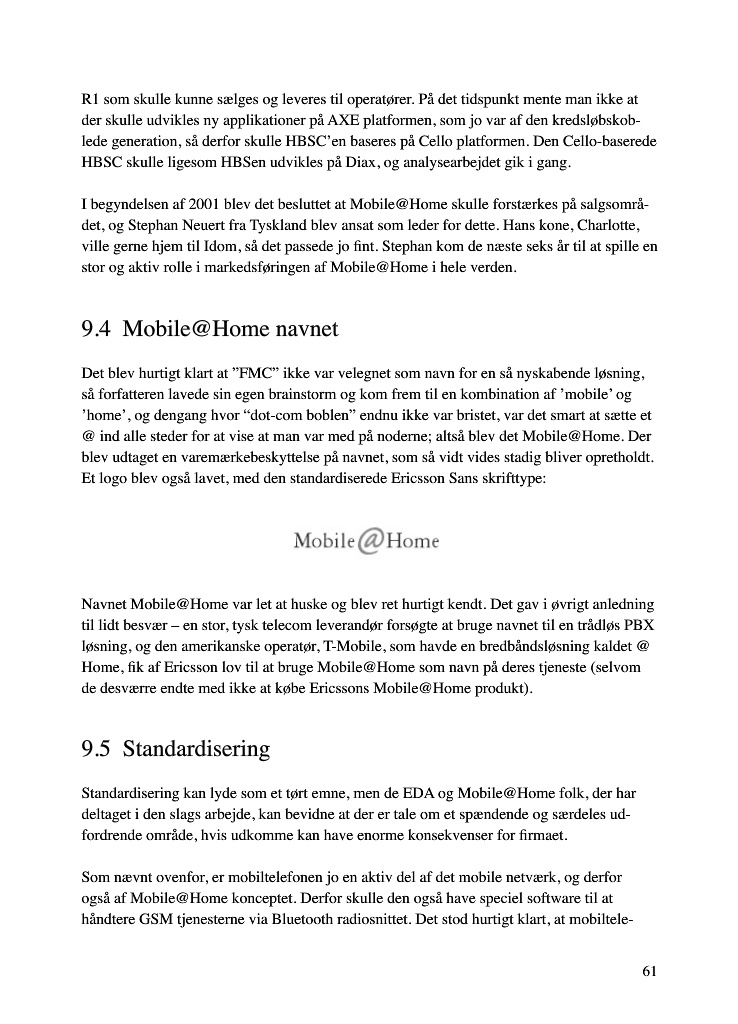 R1 som skulle kunne sælges og leveres til operatører. På det tidspunkt mente man ikke at
der skulle udvikles ny applikationer på AXE platformen, som jo var af den kredsløbskob-
lede generation, så derfor skulle HBSC’en baseres på Cello platformen. Den Cello-baserede
HBSC skulle ligesom HBSen udvikles på Diax, og analysearbejdet gik i gang.
I begyndelsen af 2001 blev det besluttet at Mobile@Home skulle forstærkes på salgsområ-
det, og Stephan Neuert fra Tyskland blev ansat som leder for dette. Hans kone, Charlotte,
ville gerne hjem til Idom, så det passede jo fint. Stephan kom de næste seks år til at spille en
stor og aktiv rolle i markedsføringen af Mobile@Home i hele verden.
9.4 Mobile@Home navnet
Det blev hurtigt klart at ”FMC” ikke var velegnet som navn for en så nyskabende løsning,
så forfatteren lavede sin egen brainstorm og kom frem til en kombination af ’mobile’ og
’home’, og dengang hvor “dot-com boblen” endnu ikke var bristet, var det smart at sætte et
@ ind alle steder for at vise at man var med på noderne; altså blev det Mobile@Home. Der
blev udtaget en varemærkebeskyttelse på navnet, som så vidt vides stadig bliver opretholdt.
Et logo blev også lavet, med den standardiserede Ericsson Sans skrifttype:
Mobile@Home
Navnet Mobile@Home var let at huske og blev ret hurtigt kendt. Det gav i øvrigt anledning
til lidt besvær – en stor, tysk telecom leverandør forsøgte at bruge navnet til en trådløs PBX
løsning, og den amerikanske operatør, T-Mobile, som havde en bredbåndsløsning kaldet @
Home, fik af Ericsson lov til at bruge Mobile@Home som navn på deres tjeneste (selvom
de desværre endte med ikke at købe Ericssons Mobile@Home produkt).
9.5 Standardisering
Standardisering kan lyde som et tørt emne, men de EDA og Mobile@Home folk, der har
deltaget i den slags arbejde, kan bevidne at der er tale om et spændende og særdeles ud-
fordrende område, hvis udkomme kan have enorme konsekvenser for firmaet.
Som nævnt ovenfor, er mobiltelefonen jo en aktiv del af det mobile netværk, og derfor
også af Mobile@Home konceptet. Derfor skulle den også have speciel software til at
håndtere GSM tjenesterne via Bluetooth radiosnittet. Det stod hurtigt klart, at mobiltele-
61